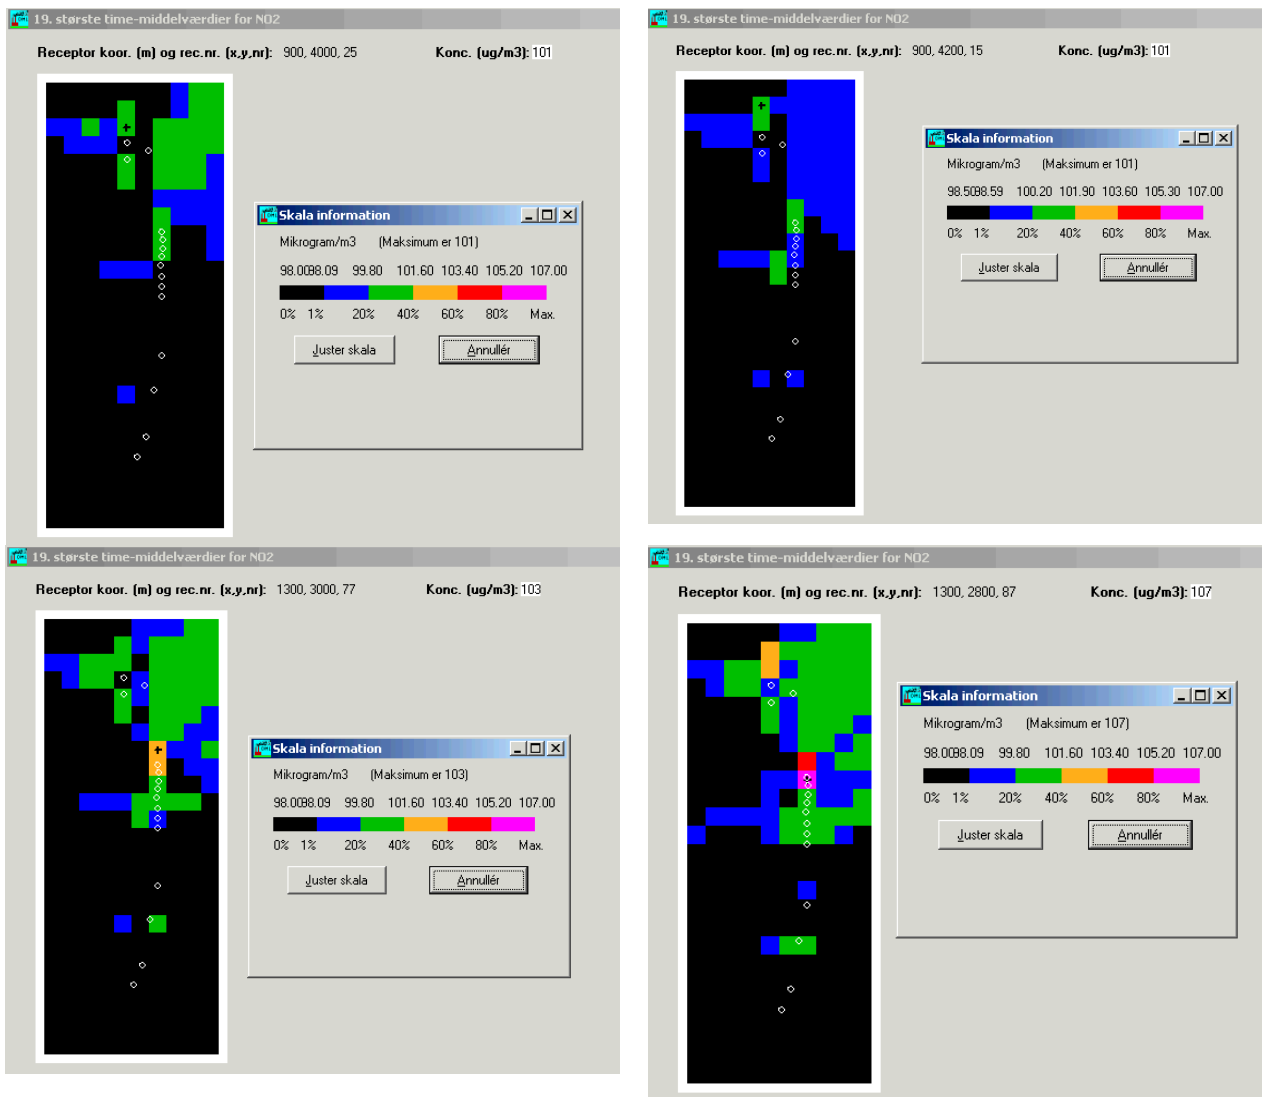 19. største time-middelværdier for NO2
Receptor koor. (m) og rec.nr. (x,y,nr): 900, 4000, 25 Konc. (ug/m3): 101
Skala information
Mikrogram/m3 (Maksimum er 101)
98.0098.09 99.80 101.60 103.40 105.20 107.00
0% 1% 20% 40% 60% 80% Max.
Juster skala Annullér
19. største time-middelværdier for NO2
Receptor koor. (m) og rec.nr. (x,y,nr): 900, 4200, 15 Konc. (ug/m3): 101
Skala information
Mikrogram/m3 (Maksimum er 101)
98.5098.59 100.20 101.90 103.60 105.30 107.00
0% 1% 20% 40% 60% 80% Max.
Juster skala Annullér
19. største time-middelværdier for NO2
Receptor koor. (m) og rec.nr. (x,y,nr): 1300, 3000, 77 Konc. (ug/m3): 103
Skala information
Mikrogram/m3 (Maksimum er 103)
98.0098.09 99.80 101.60 103.40 105.20 107.00
0% 1% 20% 40% 60% 80% Max.
Juster skala Annullér
19. største time-middelværdier for NO2
Receptor koor. (m) og rec.nr. (x,y,nr): 1300, 2800, 87 Konc. (ug/m3): 107
Skala information
Mikrogram/m3 (Maksimum er 107)
98.0098.09 99.80 101.60 103.40 105.20 107.00
0% 1% 20% 40% 60% 80% Max.
Juster skala Annullér